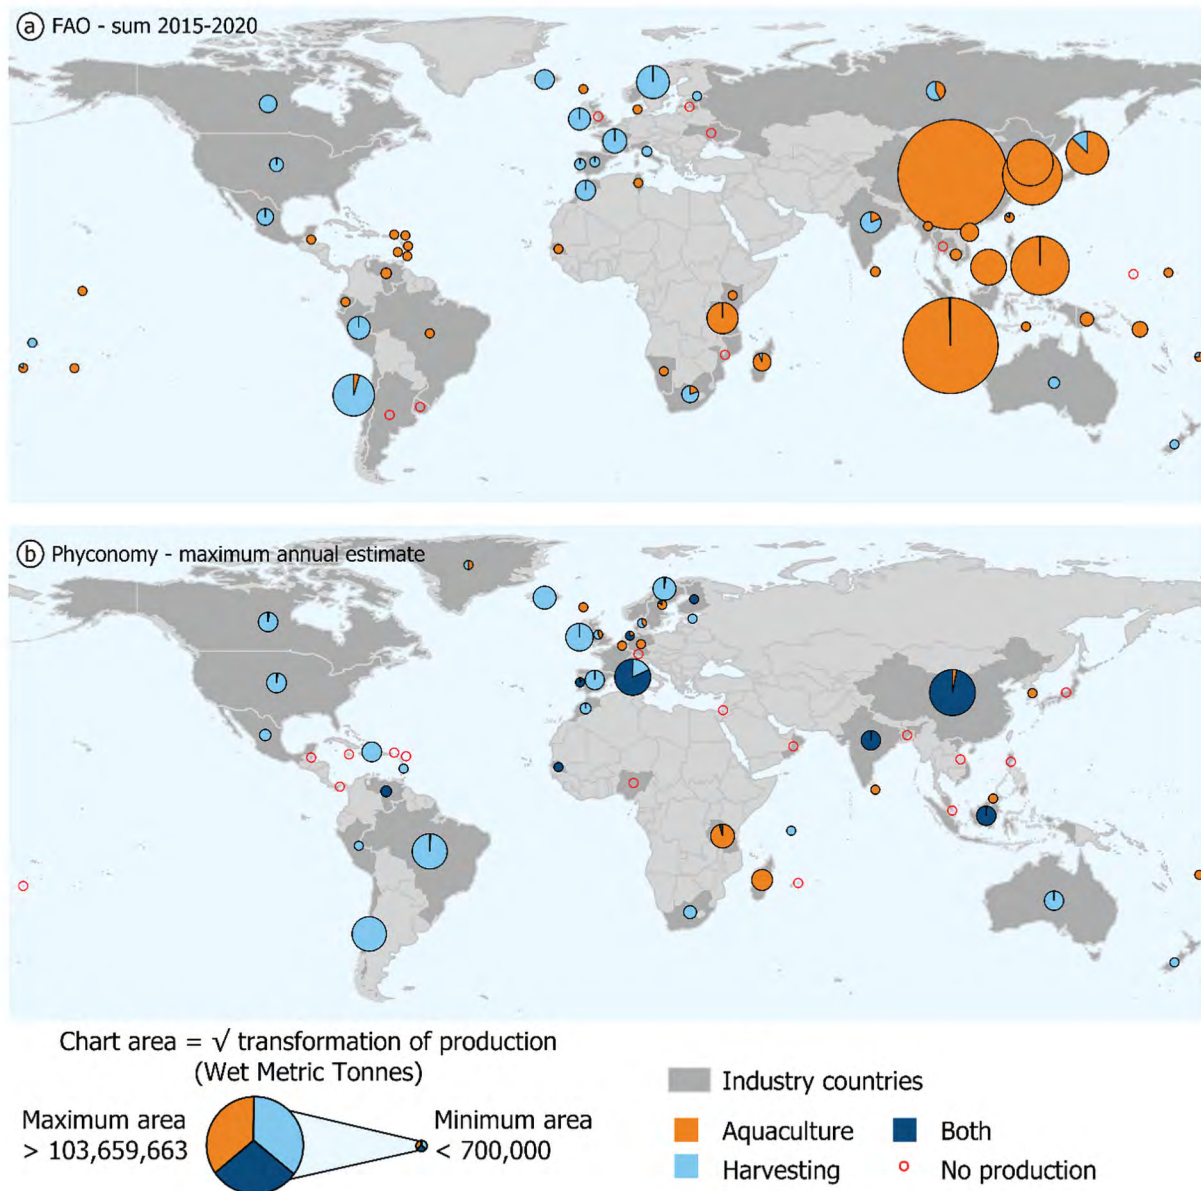 a FAO - sum 2015-2020
b Phyconomy - maximum annual estimate
Chart area = √ transformation of production
(Wet Metric Tonnes)
Maximum area
> 103,659,663
Minimum area
< 700,000
Industry countries
Aquaculture
Both
Harvesting
No production